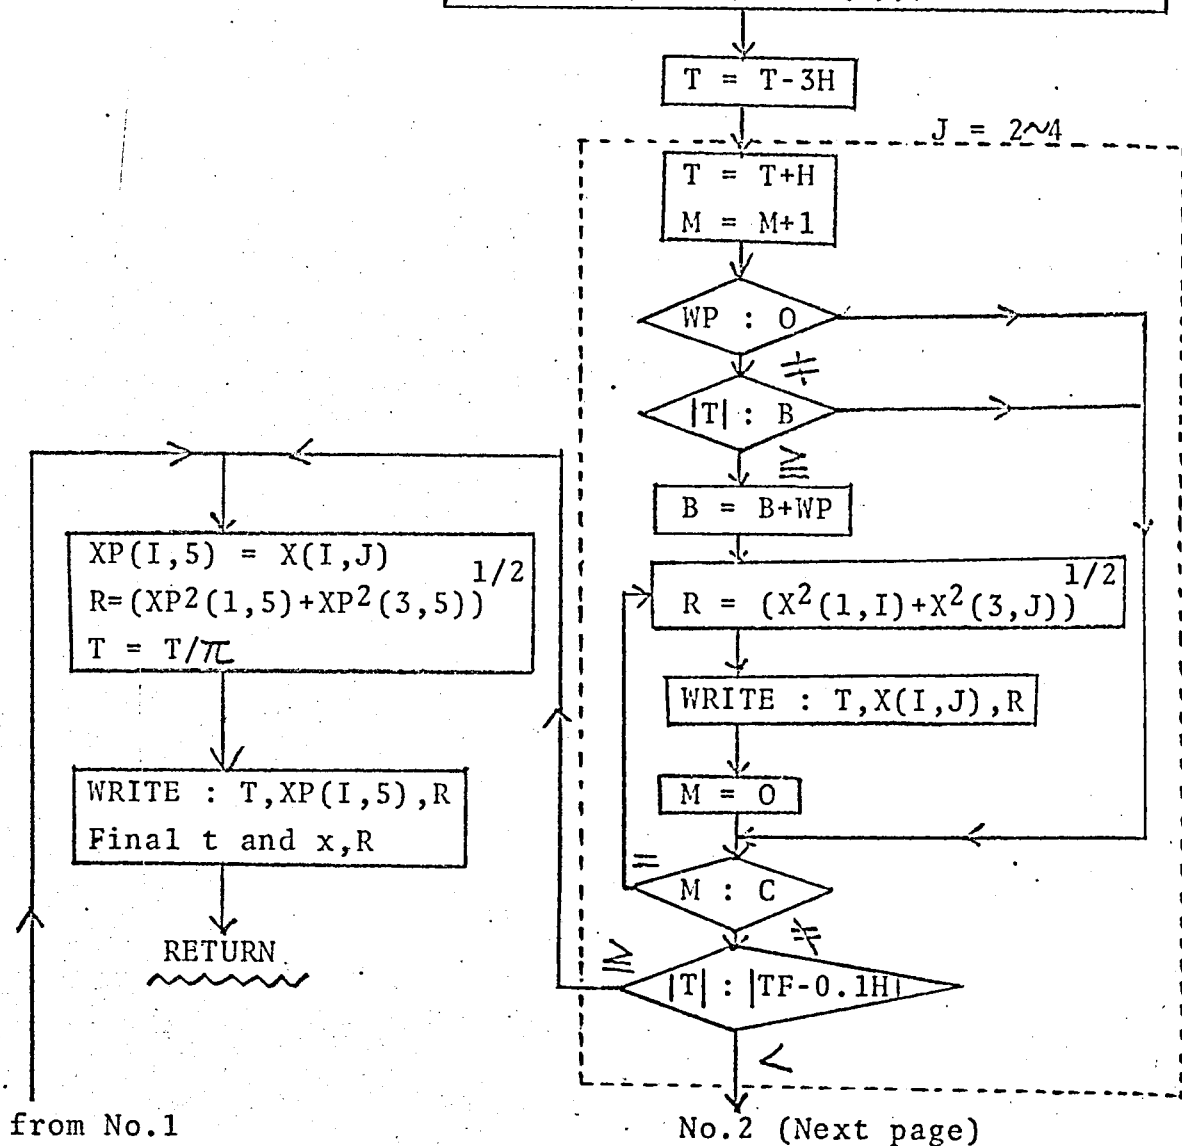 T = T-3H
J = 2~4
T = T+H
M = M+1
WP : O
≠
|T| : B
≧
B = B+WP
R = (X²(1,I)+X²(3,J))^1/2
WRITE : T,X(I,J),R
M = O
=
M : C
≠
≧
|T| : |TF-0.1H|
<
No.2 (Next page)
XP(I,5) = X(I,J)
R=(XP²(1,5)+XP²(3,5))^1/2
T = T/π
WRITE : T,XP(I,5),R
Final t and x,R
RETURN
from No.1